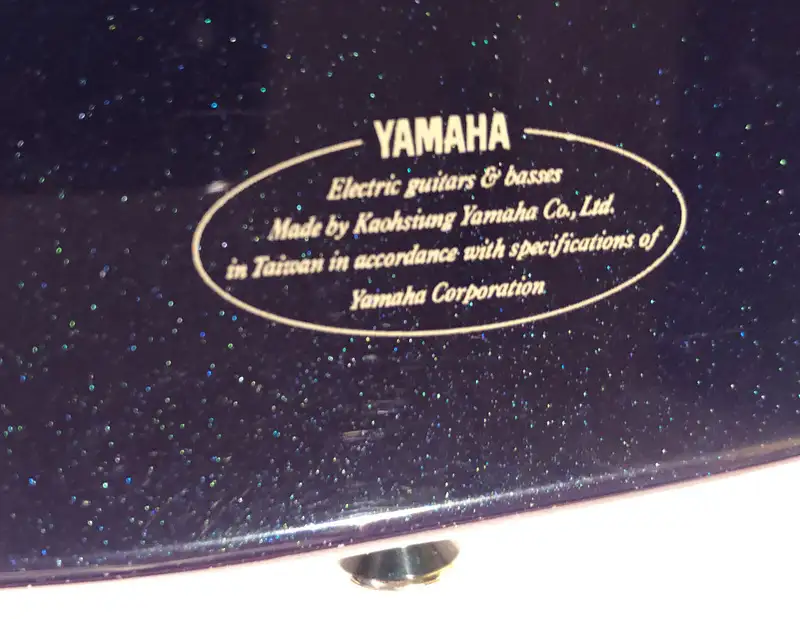 YAMAHA
Electric guitars & basses
Made by Kaohsiung Yamaha Co., Ltd.
in Taiwan in accordance with specifications of
Yamaha Corporation